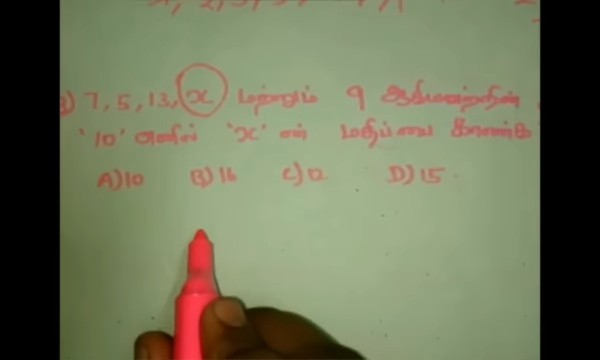 7, 5, 13, x மற்றும் 9 ஆகியவற்றின்
'10' எனில் 'x' ன் மதிப்பை காண்க
A) 10 B) 16 C) 12 D) 15